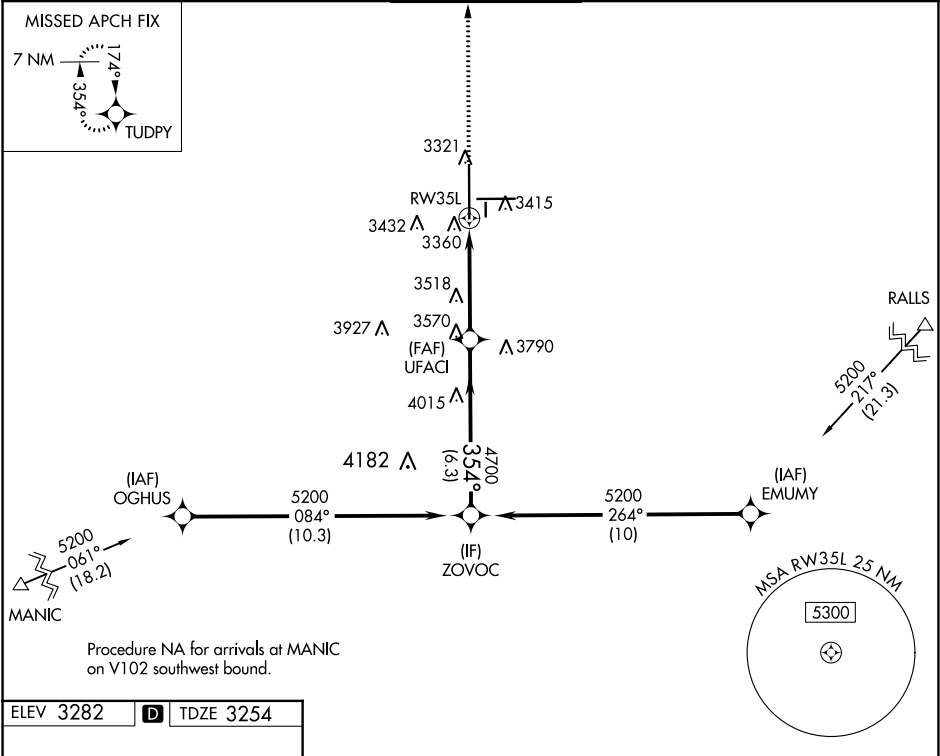 MISSED APCH FIX
7 NM
174°
354°
TUDPY
3321
RW35L
3415
3432
3360
3518
3927
3570
(FAF)
UFACI
3790
4015
RALLS
5200
217°
(21.3)
4182
4700
354°
(6.3)
(IAF)
OGHUS
5200
084°
(10.3)
5200
264°
(10)
(IAF)
EMUMY
(IF)
ZOVOC
5200
061°
(18.2)
MANIC
MSA RW35L 25 NM
5300
Procedure NA for arrivals at MANIC
on V102 southwest bound.
ELEV 3282 D TDZE 3254